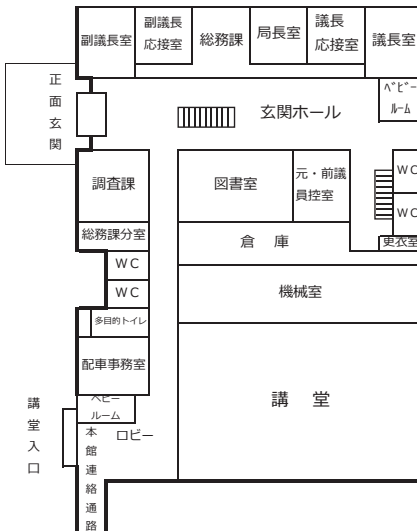 副議長室
副議長
応接室
総務課
局長室
議長
応接室
議長室
正面玄関
玄関ホール
ベビー
ルーム
調査課
図書室
元・前議
員控室
WC
WC
総務課分室
倉 庫
更衣室
WC
WC
機械室
多目的トイレ
配車事務室
ベビー
ルーム
講 堂
講堂入口
ロビー
本館連絡通路